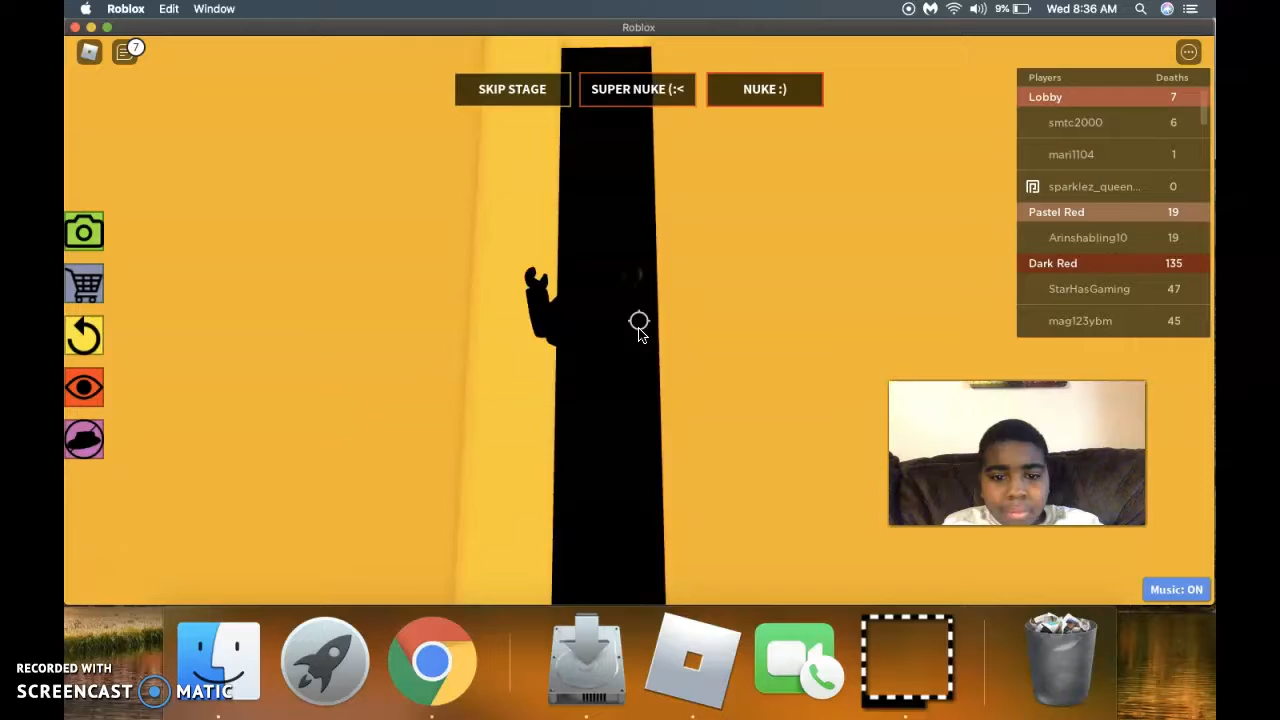 Roblox Edit Window 9% Wed 8:36 AM
Roblox
7
SKIP STAGE SUPER NUKE (:< NUKE :)
Players Deaths
Lobby 7
smtc2000 6
mari1104 1
sparklez_queen... 0
Pastel Red 19
Arinshabling10 19
Dark Red 135
StarHasGaming 47
mag123ybm 45
Music: ON
RECORDED WITH
SCREENCAST MATIC